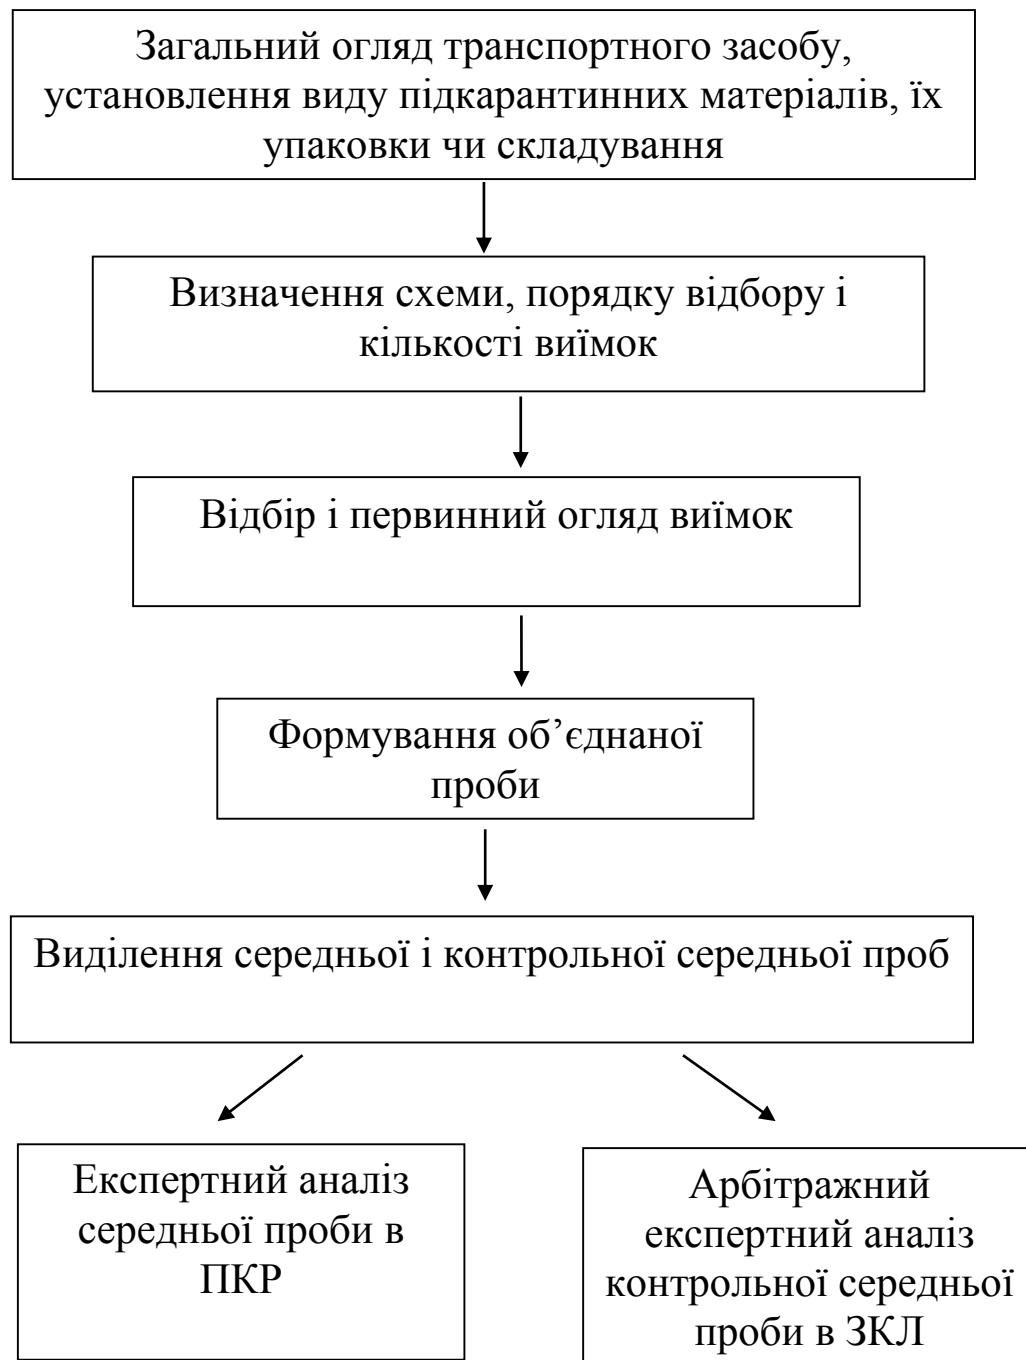 Загальний огляд транспортного засобу,
установлення виду підкарантинних матеріалів, їх
упаковки чи складування
Визначення схеми, порядку відбору і
кількості виїмок
Відбір і первинний огляд виїмок
Формування об’єднаної
проби
Виділення середньої і контрольної середньої проб
Експертний аналіз
середньої проби в
ПКР
Арбітражний
експертний аналіз
контрольної середньої
проби в ЗКЛ